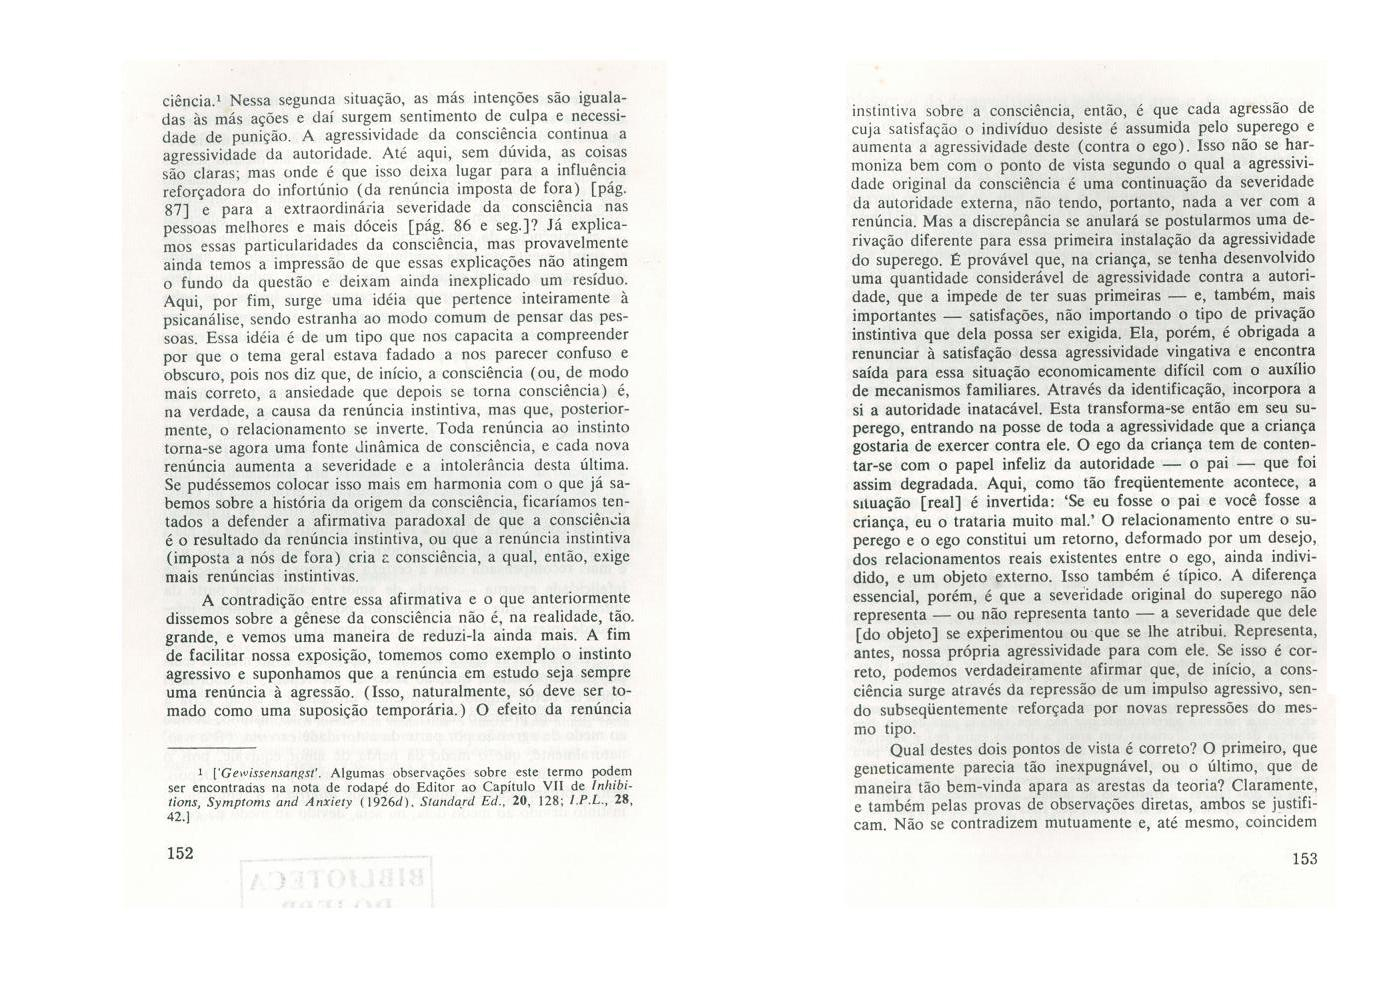 ciência.¹ Nessa segunda situação, as más intenções são iguala-
das às más ações e daí surgem sentimento de culpa e necessi-
dade de punição. A agressividade da consciência continua a
agressividade da autoridade. Até aqui, sem dúvida, as coisas
são claras; mas onde é que isso deixa lugar para a influência
reforçadora do infortúnio (da renúncia imposta de fora) [pág.
87] e para a extraordinária severidade da consciência nas
pessoas melhores e mais dóceis [pág. 86 e seg.]? Já explica-
mos essas particularidades da consciência, mas provavelmente
ainda temos a impressão de que essas explicações não atingem
o fundo da questão e deixam ainda inexplicado um resíduo.
Aqui, por fim, surge uma idéia que pertence inteiramente à
psicanálise, sendo estranha ao modo comum de pensar das pes-
soas. Essa idéia é de um tipo que nos capacita a compreender
por que o tema geral estava fadado a nos parecer confuso e
obscuro, pois nos diz que, de início, a consciência (ou, de modo
mais correto, a ansiedade que depois se torna consciência) é,
na verdade, a causa da renúncia instintiva, mas que, posterior-
mente, o relacionamento se inverte. Toda renúncia ao instinto
torna-se agora uma fonte dinâmica de consciência, e cada nova
renúncia aumenta a severidade e a intolerância desta última.
Se pudéssemos colocar isso mais em harmonia com o que já sa-
bemos sobre a história da origem da consciência, ficaríamos ten-
tados a defender a afirmativa paradoxal de que a consciência
é o resultado da renúncia instintiva, ou que a renúncia instintiva
(imposta a nós de fora) cria a consciência, a qual, então, exige
mais renúncias instintivas.
A contradição entre essa afirmativa e o que anteriormente
dissemos sobre a gênese da consciência não é, na realidade, tão
grande, e vemos uma maneira de reduzi-la ainda mais. A fim
de facilitar nossa exposição, tomemos como exemplo o instinto
agressivo e suponhamos que a renúncia em estudo seja sempre
uma renúncia à agressão. (Isso, naturalmente, só deve ser to-
mado como uma suposição temporária.) O efeito da renúncia
¹ ['Gewissensangst'. Algumas observações sobre este termo podem
ser encontradas na nota de rodapé do Editor ao Capítulo VII de Inhibi-
tions, Symptoms and Anxiety (1926d). Standard Ed., 20, 128; I.P.L., 28,
42.]
152
BIBLIOTECA
instintiva sobre a consciência, então, é que cada agressão de
cuja satisfação o indivíduo desiste é assumida pelo superego e
aumenta a agressividade deste (contra o ego). Isso não se har-
moniza bem com o ponto de vista segundo o qual a agressivi-
dade original da consciência é uma continuação da severidade
da autoridade externa, não tendo, portanto, nada a ver com a
renúncia. Mas a discrepância se anulará se postularmos uma de-
rivação diferente para essa primeira instalação da agressividade
do superego. É provável que, na criança, se tenha desenvolvido
uma quantidade considerável de agressividade contra a autori-
dade, que a impede de ter suas primeiras — e, também, mais
importantes — satisfações, não importando o tipo de privação
instintiva que dela possa ser exigida. Ela, porém, é obrigada a
renunciar à satisfação dessa agressividade vingativa e encontra
saída para essa situação economicamente difícil com o auxílio
de mecanismos familiares. Através da identificação, incorpora a
si a autoridade inatacável. Esta transforma-se então em seu su-
perego, entrando na posse de toda a agressividade que a criança
gostaria de exercer contra ele. O ego da criança tem de conten-
tar-se com o papel infeliz da autoridade — o pai — que foi
assim degradada. Aqui, como tão freqüentemente acontece, a
situação [real] é invertida: 'Se eu fosse o pai e você fosse a
criança, eu o trataria muito mal.' O relacionamento entre o su-
perego e o ego constitui um retorno, deformado por um desejo,
dos relacionamentos reais existentes entre o ego, ainda indivi-
dido, e um objeto externo. Isso também é típico. A diferença
essencial, porém, é que a severidade original do superego não
representa — ou não representa tanto — a severidade que dele
[do objeto] se experimentou ou que se lhe atribui. Representa,
antes, nossa própria agressividade para com ele. Se isso é cor-
reto, podemos verdadeiramente afirmar que, de início, a cons-
ciência surge através da repressão de um impulso agressivo, sen-
do subseqüentemente reforçada por novas repressões do mes-
mo tipo.
Qual destes dois pontos de vista é correto? O primeiro, que
geneticamente parecia tão inexpugnável, ou o último, que de
maneira tão bem-vinda apara as arestas da teoria? Claramente,
e também pelas provas de observações diretas, ambos se justifi-
cam. Não se contradizem mutuamente e, até mesmo, coincidem
153